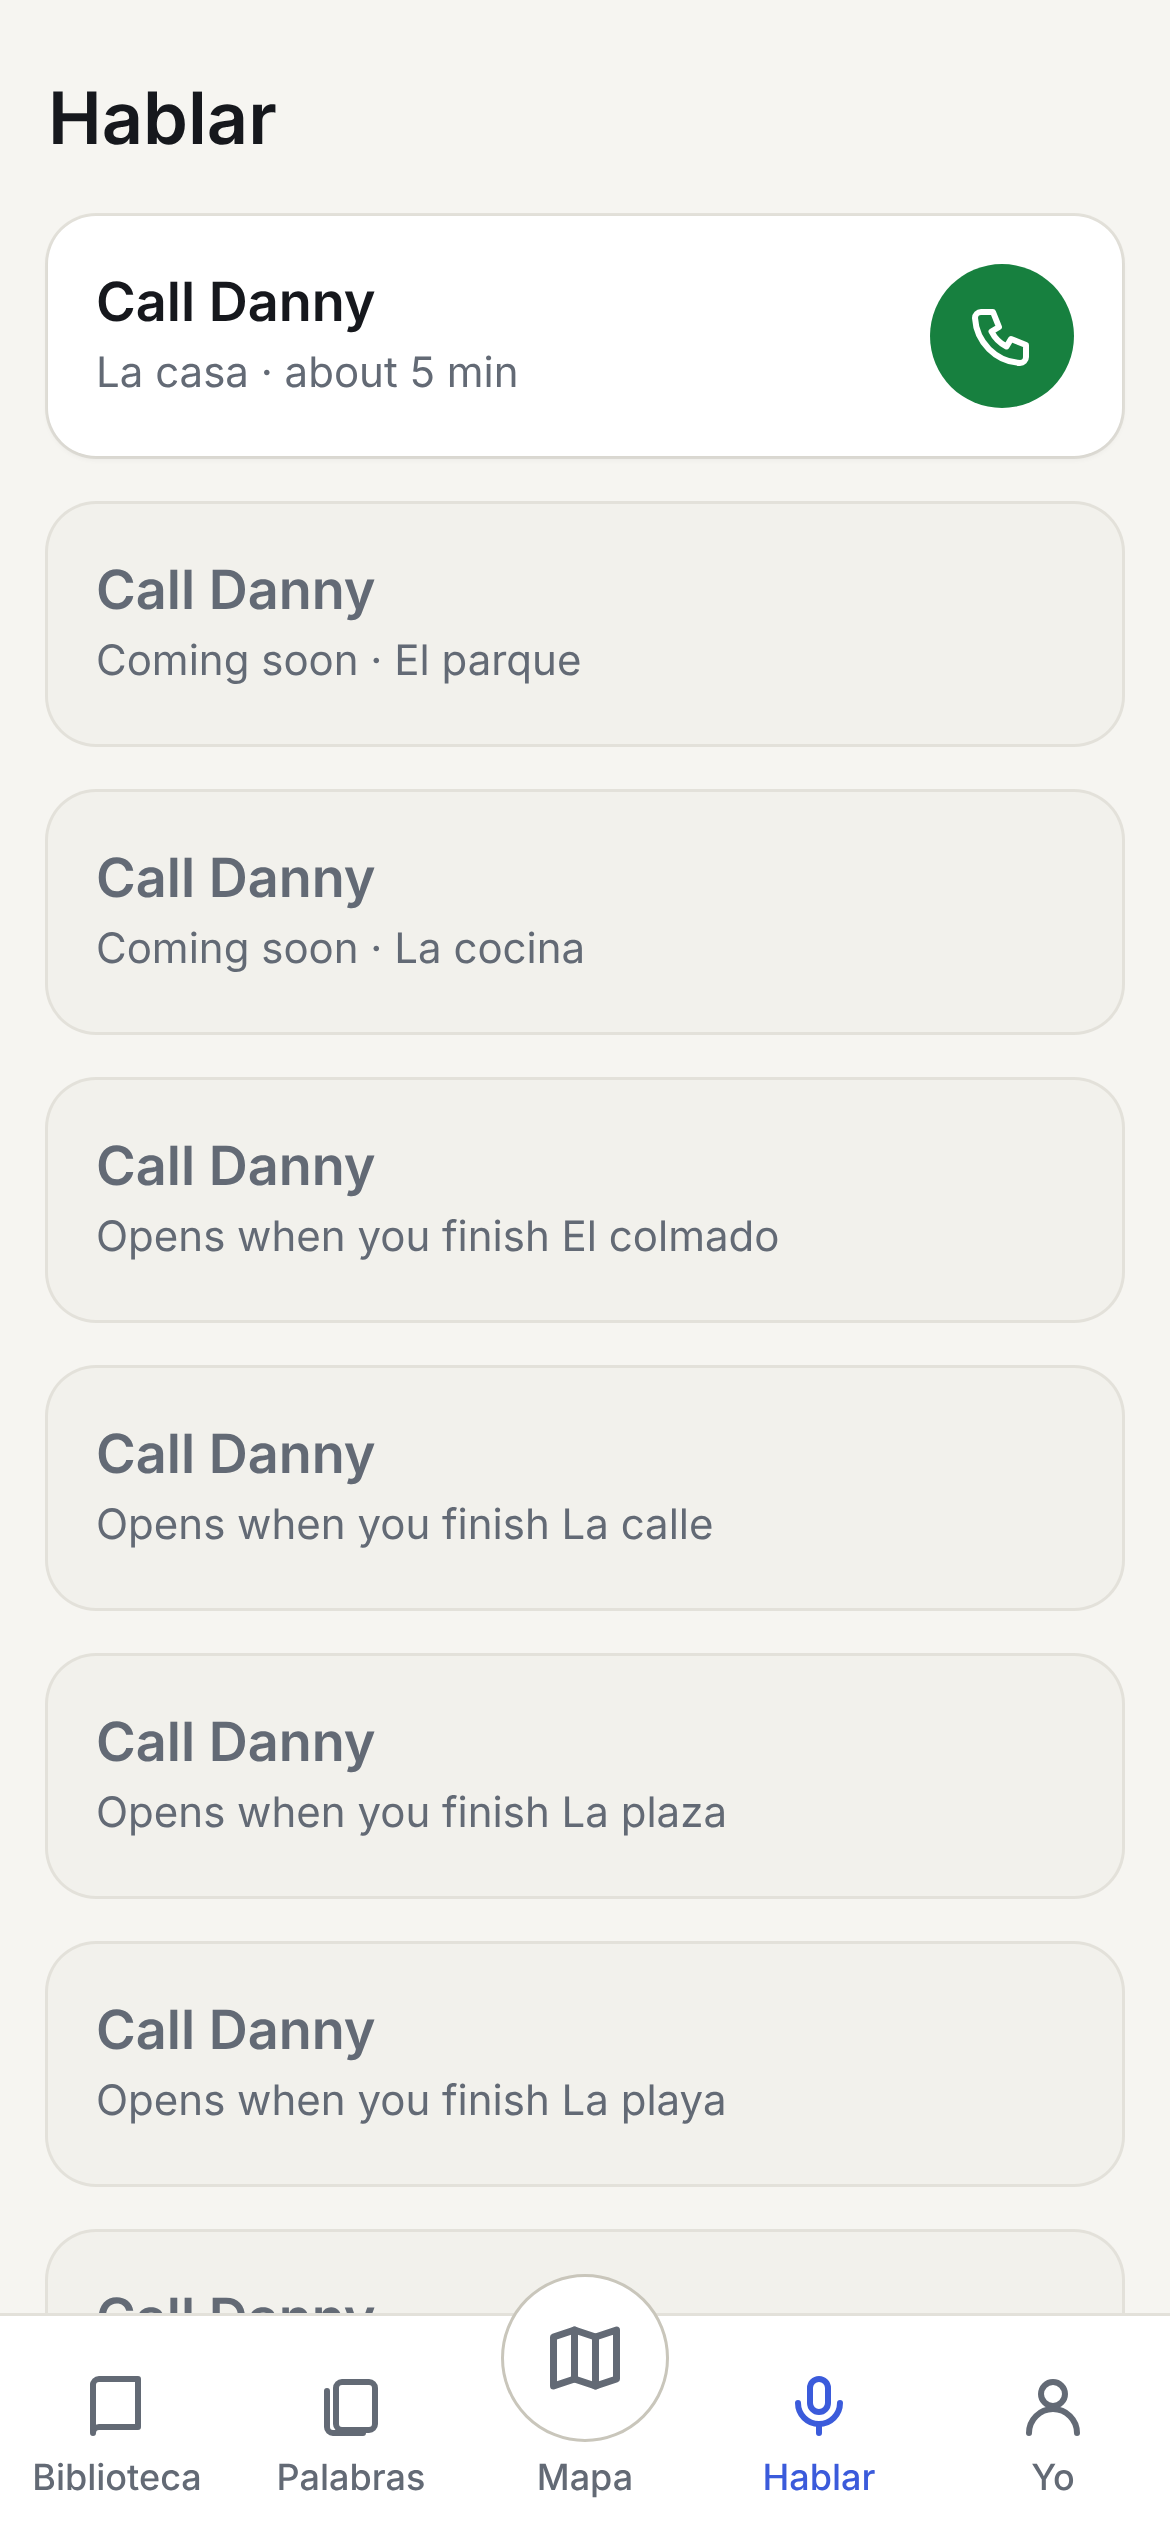 Hablar
Call Danny
La casa · about 5 min
Call Danny
Coming soon · El parque
Call Danny
Coming soon · La cocina
Call Danny
Opens when you finish El colmado
Call Danny
Opens when you finish La calle
Call Danny
Opens when you finish La plaza
Call Danny
Opens when you finish La playa
Call Danny
Biblioteca
Palabras
Mapa
Hablar
Yo